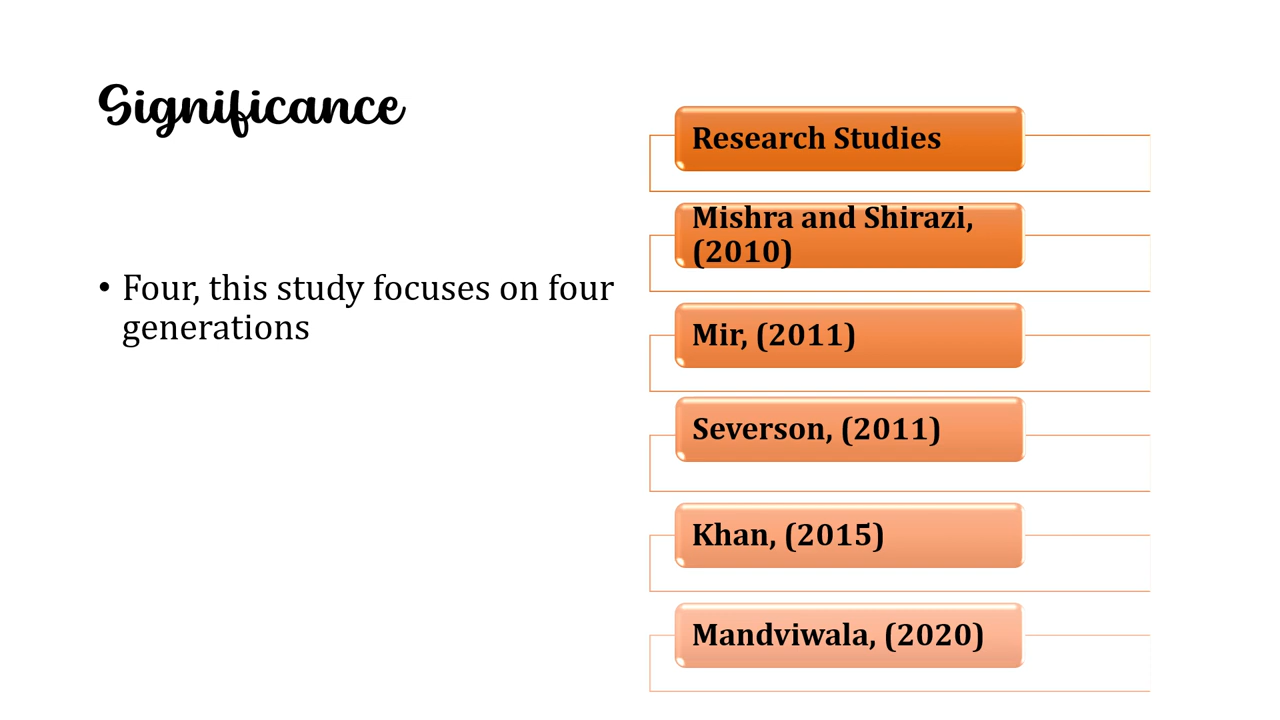 Significance
• Four, this study focuses on four
generations
Research Studies
Mishra and Shirazi,
(2010)
Mir, (2011)
Severson, (2011)
Khan, (2015)
Mandviwala, (2020)